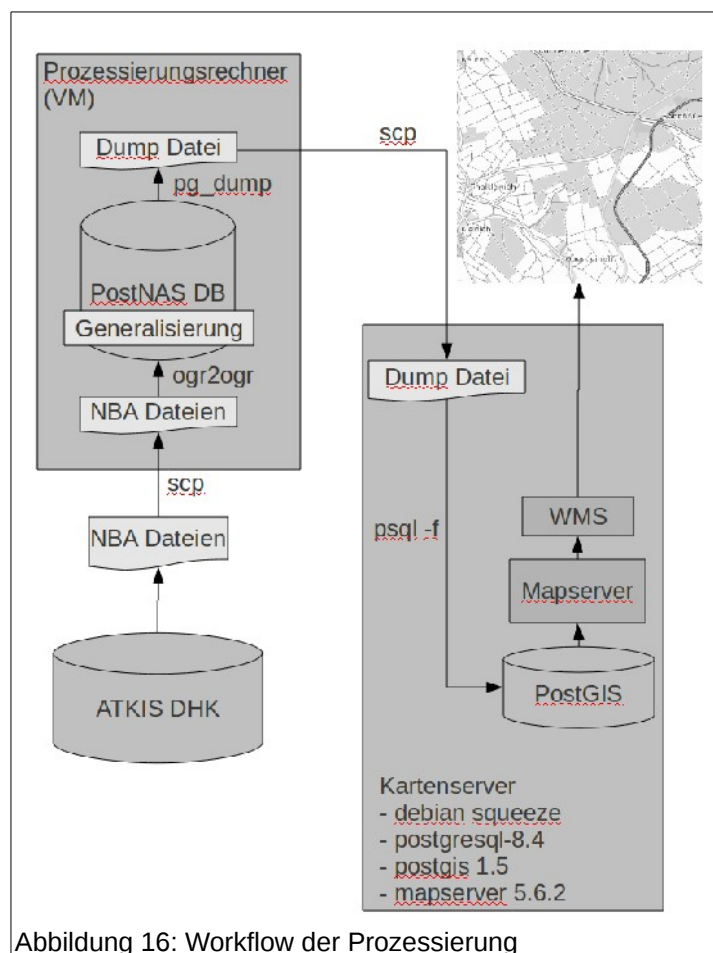 Prozessierungsrechner
(VM)
Dump Datei
pg_dump
PostNAS DB
Generalisierung
ogr2ogr
NBA Dateien
scp
NBA Dateien
ATKIS DHK
scp
Dump Datei
psql -f
WMS
Mapserver
PostGIS
Kartenserver
- debian squeeze
- postgresql-8.4
- postgis 1.5
- mapserver 5.6.2
Abbildung 16: Workflow der Prozessierung